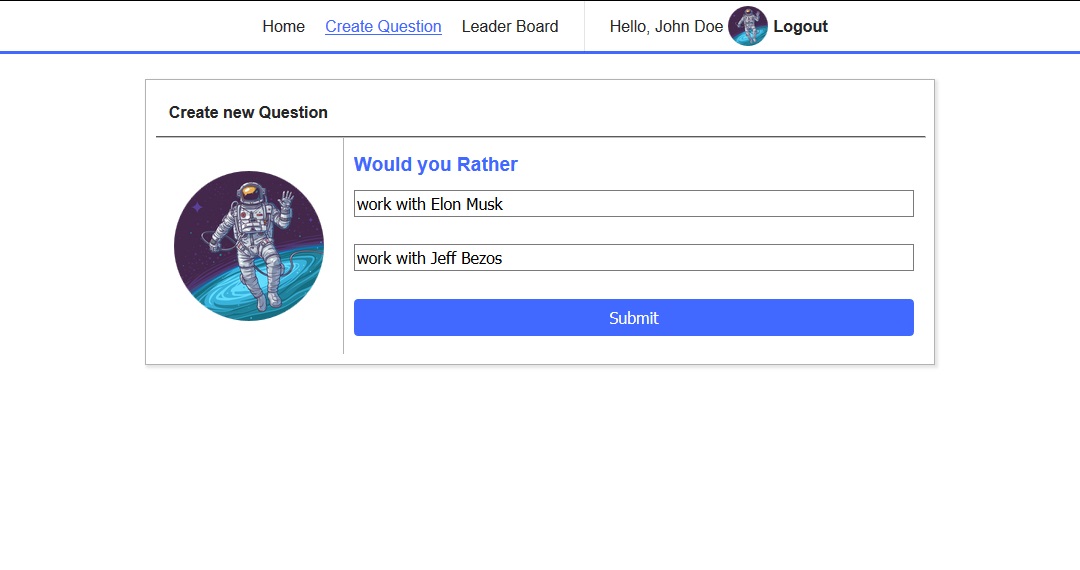 Home Create Question Leader Board Hello, John Doe Logout
Create new Question
Would you Rather
work with Elon Musk
work with Jeff Bezos
Submit